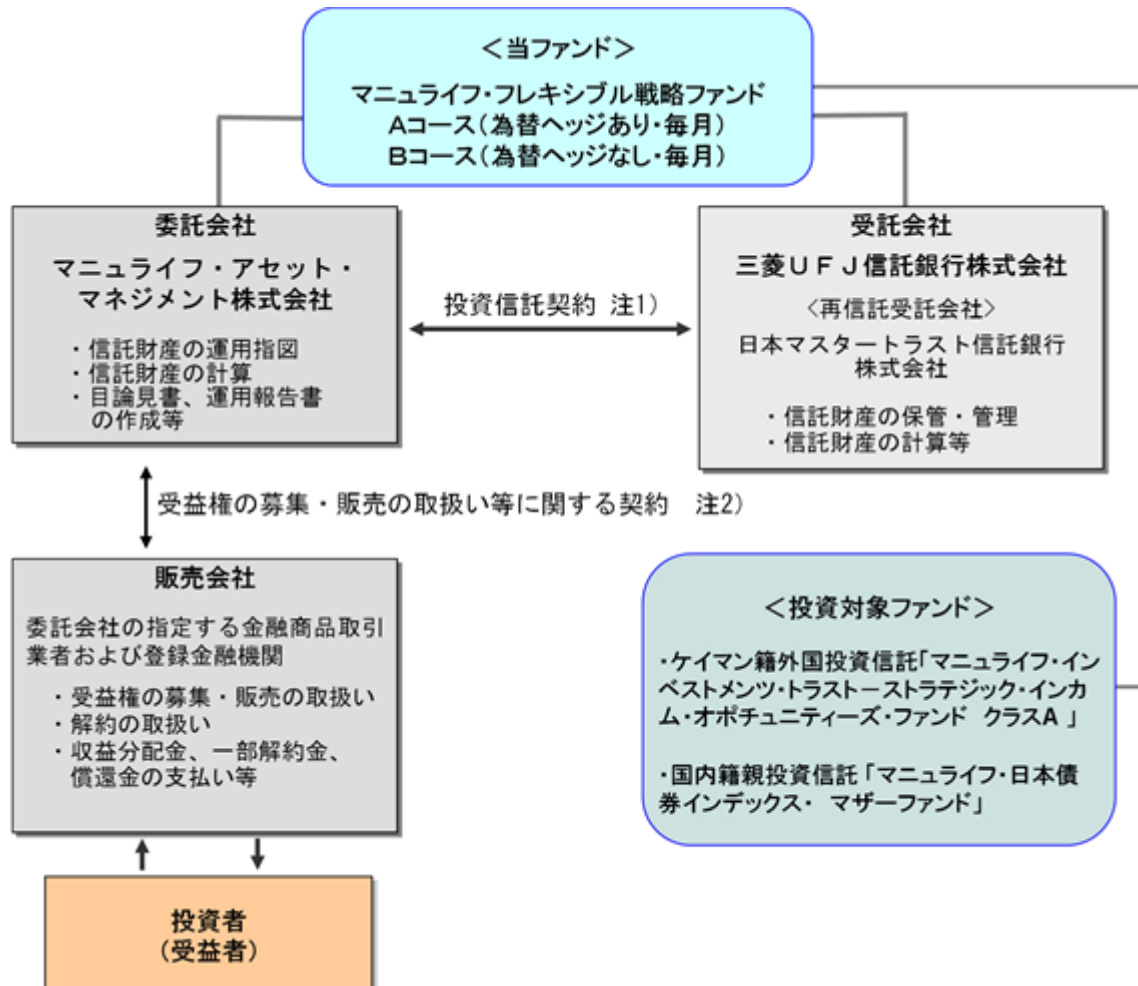 ＜当ファンド＞
マニュライフ・フレキシブル戦略ファンド
Aコース（為替ヘッジあり・毎月）
Bコース（為替ヘッジなし・毎月）
委託会社
マニュライフ・アセット・
マネジメント株式会社
・信託財産の運用指図
・信託財産の計算
・目論見書、運用報告書
の作成等
投資信託契約 注1)
受託会社
三菱ＵＦＪ信託銀行株式会社
〈再信託受託会社〉
日本マスタートラスト信託銀行
株式会社
・信託財産の保管・管理
・信託財産の計算等
受益権の募集・販売の取扱い等に関する契約 注2)
販売会社
委託会社の指定する金融商品取引
業者および登録金融機関
・受益権の募集・販売の取扱い
・解約の取扱い
・収益分配金、一部解約金、
償還金の支払い等
＜投資対象ファンド＞
・ケイマン籍外国投資信託「マニュライフ・イン
ベストメンツ・トラスト－ストラテジック・インカ
ム・オポチュニティーズ・ファンド クラスA 」
・国内籍親投資信託「マニュライフ・日本債
券インデックス・ マザーファンド」
投資者
（受益者）